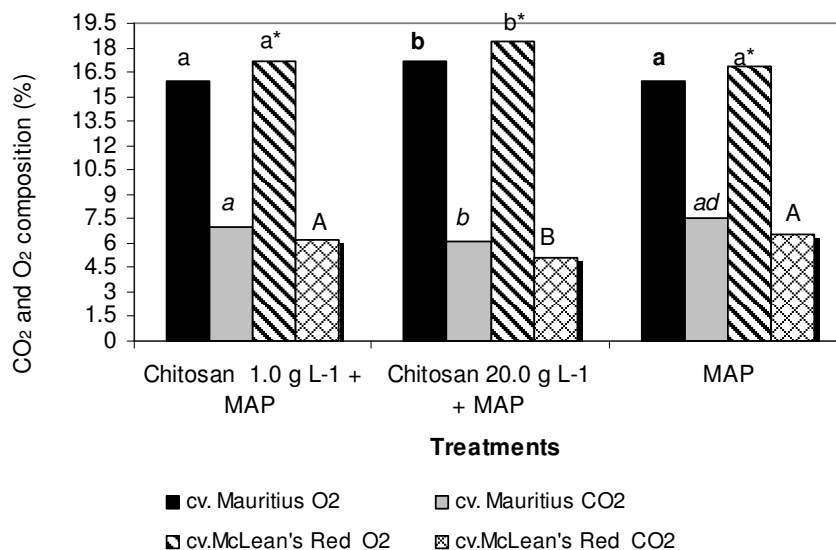 CO2 and O2 composition (%)
19.5
18
16.5
15
13.5
12
10.5
9
7.5
6
4.5
3
1.5
0
a
a*
a
A
b
b*
b
B
a
a*
ad
A
Chitosan 1.0 g L-1 +
MAP
Chitosan 20.0 g L-1
+ MAP
MAP
Treatments
cv. Mauritius O2
cv. Mauritius CO2
cv.McLean's Red O2
cv.McLean's Red CO2